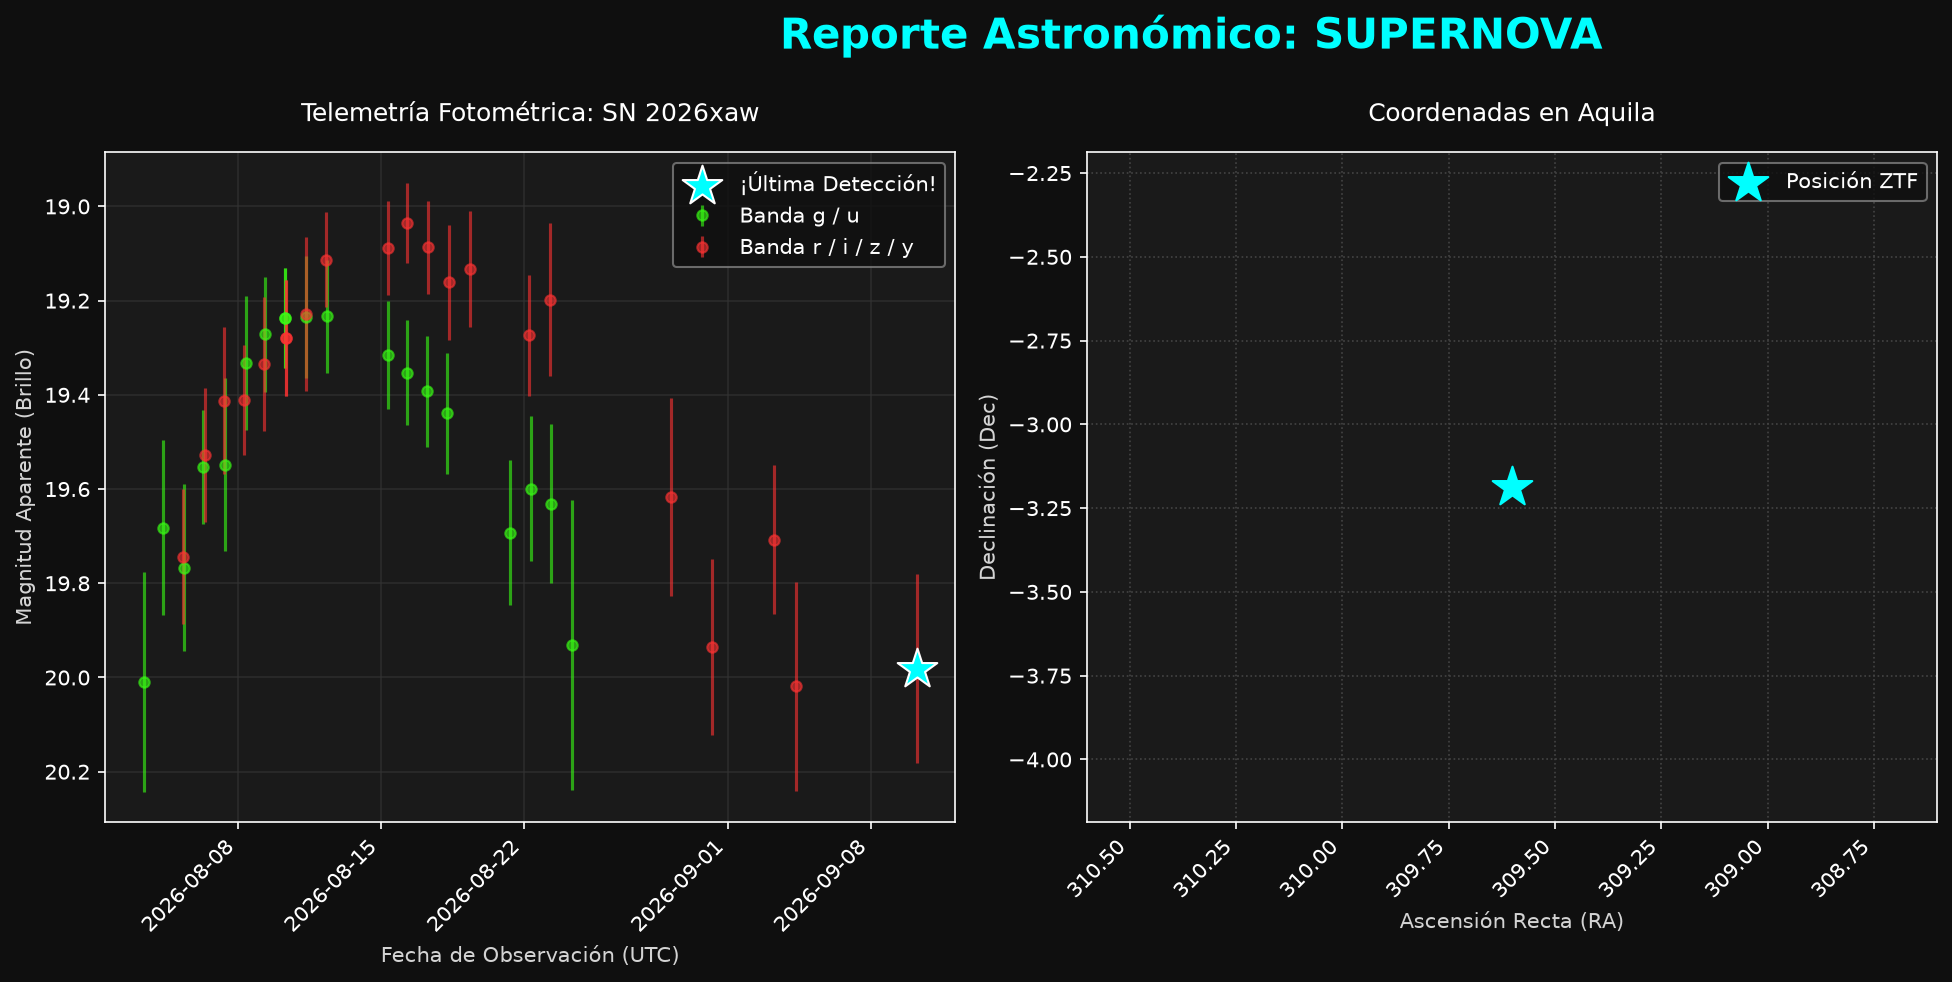 Reporte Astronómico: SUPERNOVA
Telemetría Fotométrica: SN 2026xaw
¡Última Detección!
Banda g / u
Banda r / i / z / y
Magnitud Aparente (Brillo)
19.0
19.2
19.4
19.6
19.8
20.0
20.2
2026-08-08
2026-08-15
2026-08-22
2026-09-01
2026-09-08
Fecha de Observación (UTC)
Coordenadas en Aquila
Posición ZTF
Declinación (Dec)
−2.25
−2.50
−2.75
−3.00
−3.25
−3.50
−3.75
−4.00
310.50
310.25
310.00
309.75
309.50
309.25
309.00
308.75
Ascensión Recta (RA)